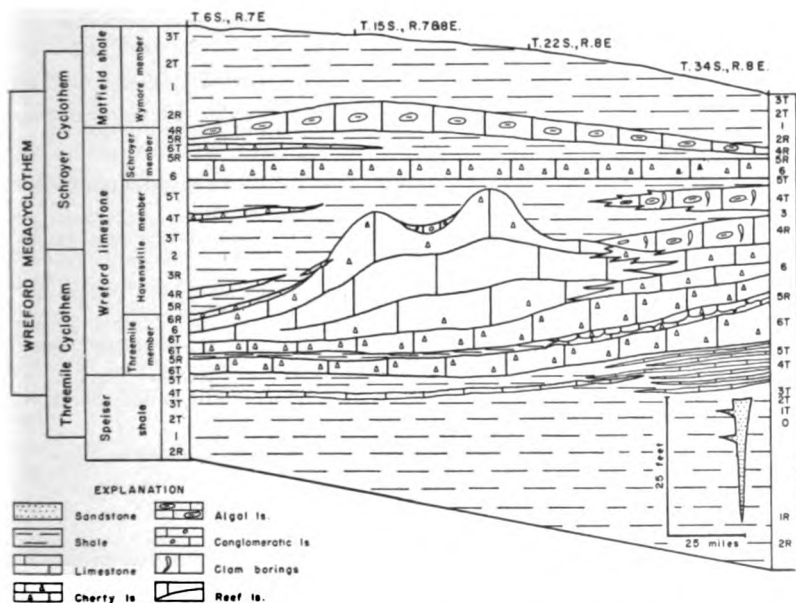 T. 6 S., R. 7 E
T. 15 S., R. 7 & 8 E.
T. 22 S., R. 8 E
T. 34 S., R. 8 E.
WREFORD MEGACYCLOTHEM
Schroyer Cyclothem
Threemile Cyclothem
Matfield shale
Wreford limestone
Speiser
shale
Wymore member
Schroyer
member
Havensville member
Threemile
member
3T
2T
1
2R
4R
5R
6T
5R
6
5T
4T
3T
2
3R
4R
5R
6R
6
6T
6T
5R
6T
5T
4T
3T
2T
1
2R
3T
2T
1
2R
4R
5R
6
5T
4T
3
4R
6
5R
6T
5T
4T
3T
2T
1T
0
1R
2R
25 feet
25 miles
EXPLANATION
Sandstone
Shale
Limestone
Cherty ls
Algal ls.
Conglomeratic ls
Clam borings
Reef ls.